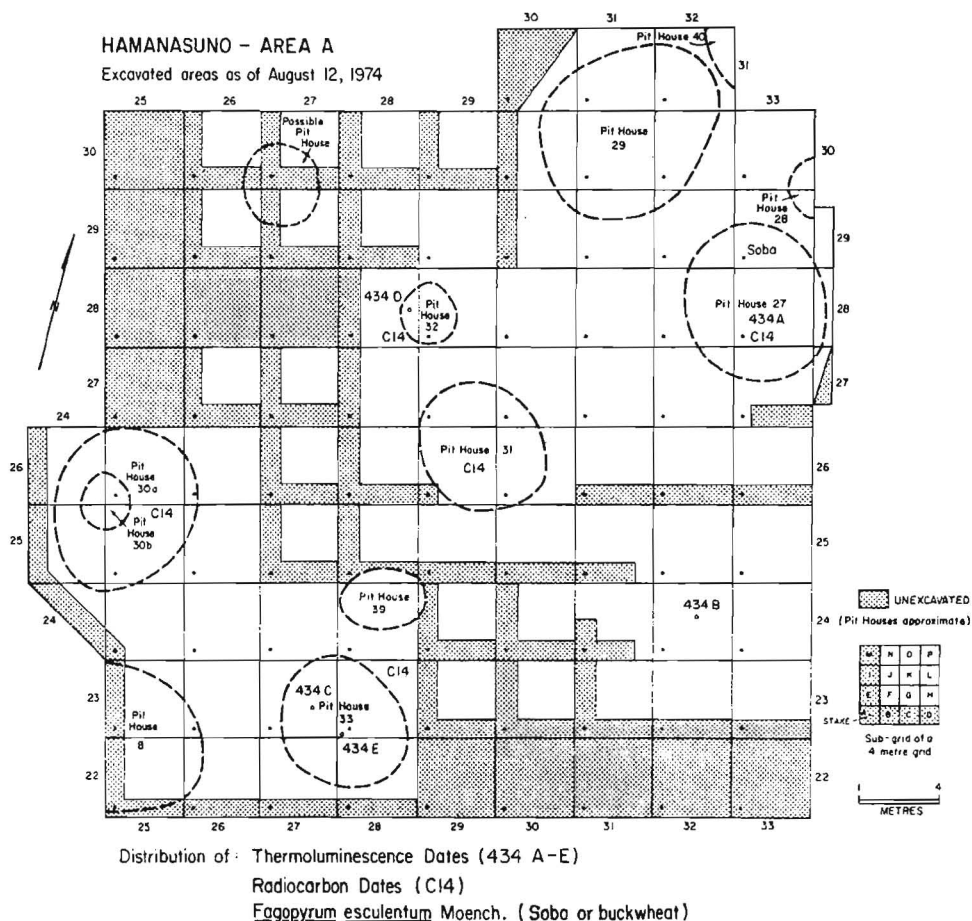 HAMANASUNO - AREA A
Excavated areas as of August 12, 1974
30
31
32
Pit House 40
31
25
26
27
28
29
33
Possible
Pit
House
Pit House
29
30
30
Pit
House
28
29
Soba
29
N
28
434 D
Pit
House
32
C14
Pit House 27
434 A
C14
28
27
27
24
26
Pit
House
30a
C14
Pit
House
30b
Pit House 31
C14
26
25
25
24
Pit House
39
434 B
24
UNEXCAVATED
(Pit Houses approximate)
M N O P
I J K L
E F G H
A B C D
STAKE
Sub-grid of a
4 metre grid
23
Pit
House
8
434 C
Pit House
33
434 E
C14
23
22
22
1 4
METRES
25
26
27
28
29
30
31
32
33
Distribution of: Thermoluminescence Dates (434 A-E)
Radiocarbon Dates (C14)
Fagopyrum esculentum Moench. (Soba or buckwheat)